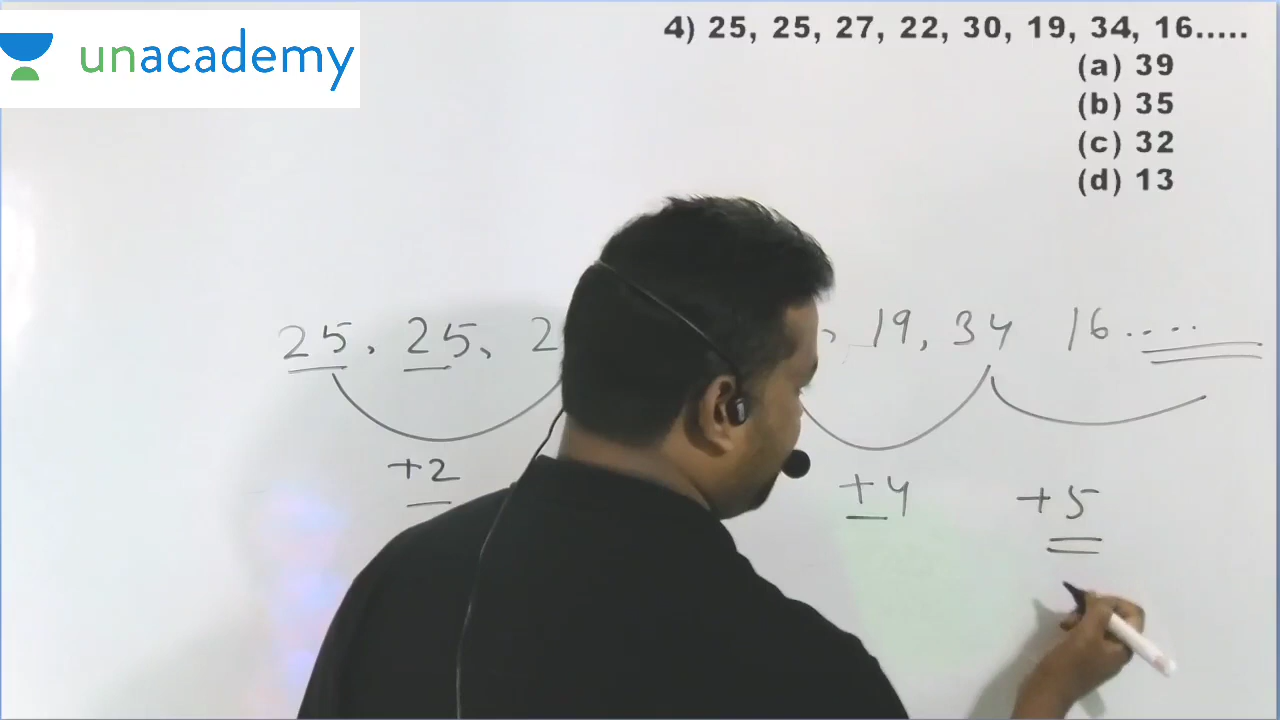 unacademy
4) 25, 25, 27, 22, 30, 19, 34, 16.....
(a) 39
(b) 35
(c) 32
(d) 13
25, 25, 2 , 19, 34 16....
+2 +4 +5